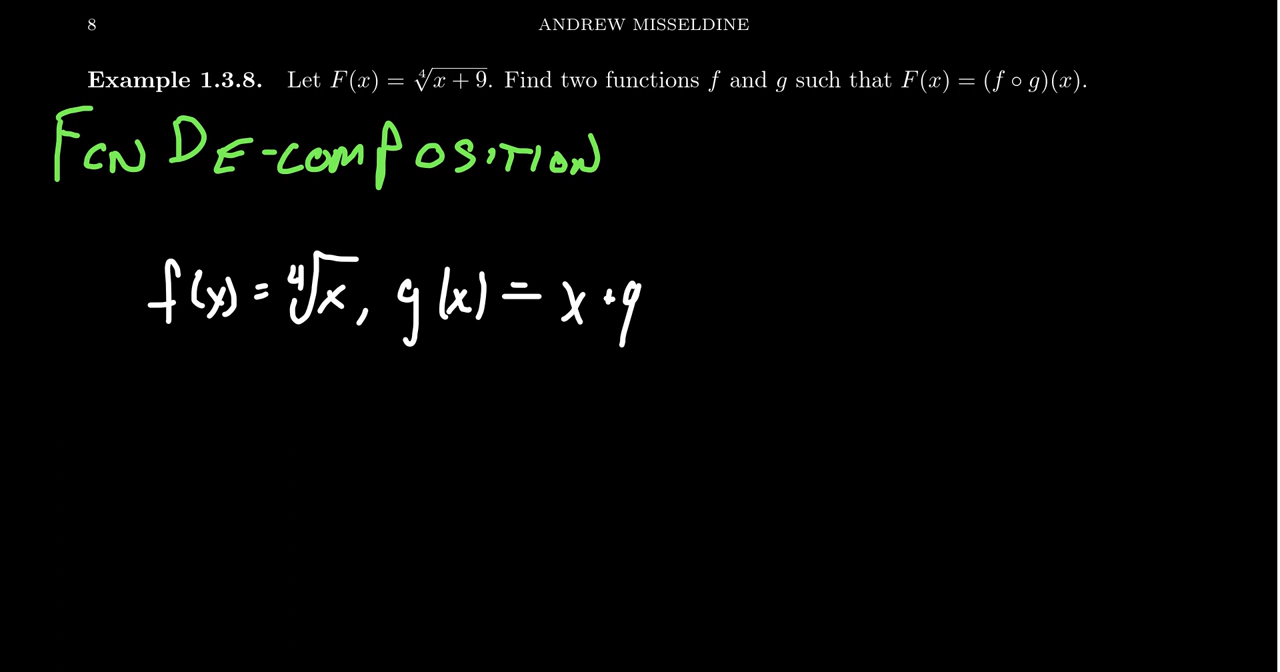 8 ANDREW MISSELDINE
Example 1.3.8. Let F(x) = ∜(x + 9). Find two functions f and g such that F(x) = (f ∘ g)(x).
FCN DE-COMPOSITION
f(x) = ∜x, g(x) = x+9